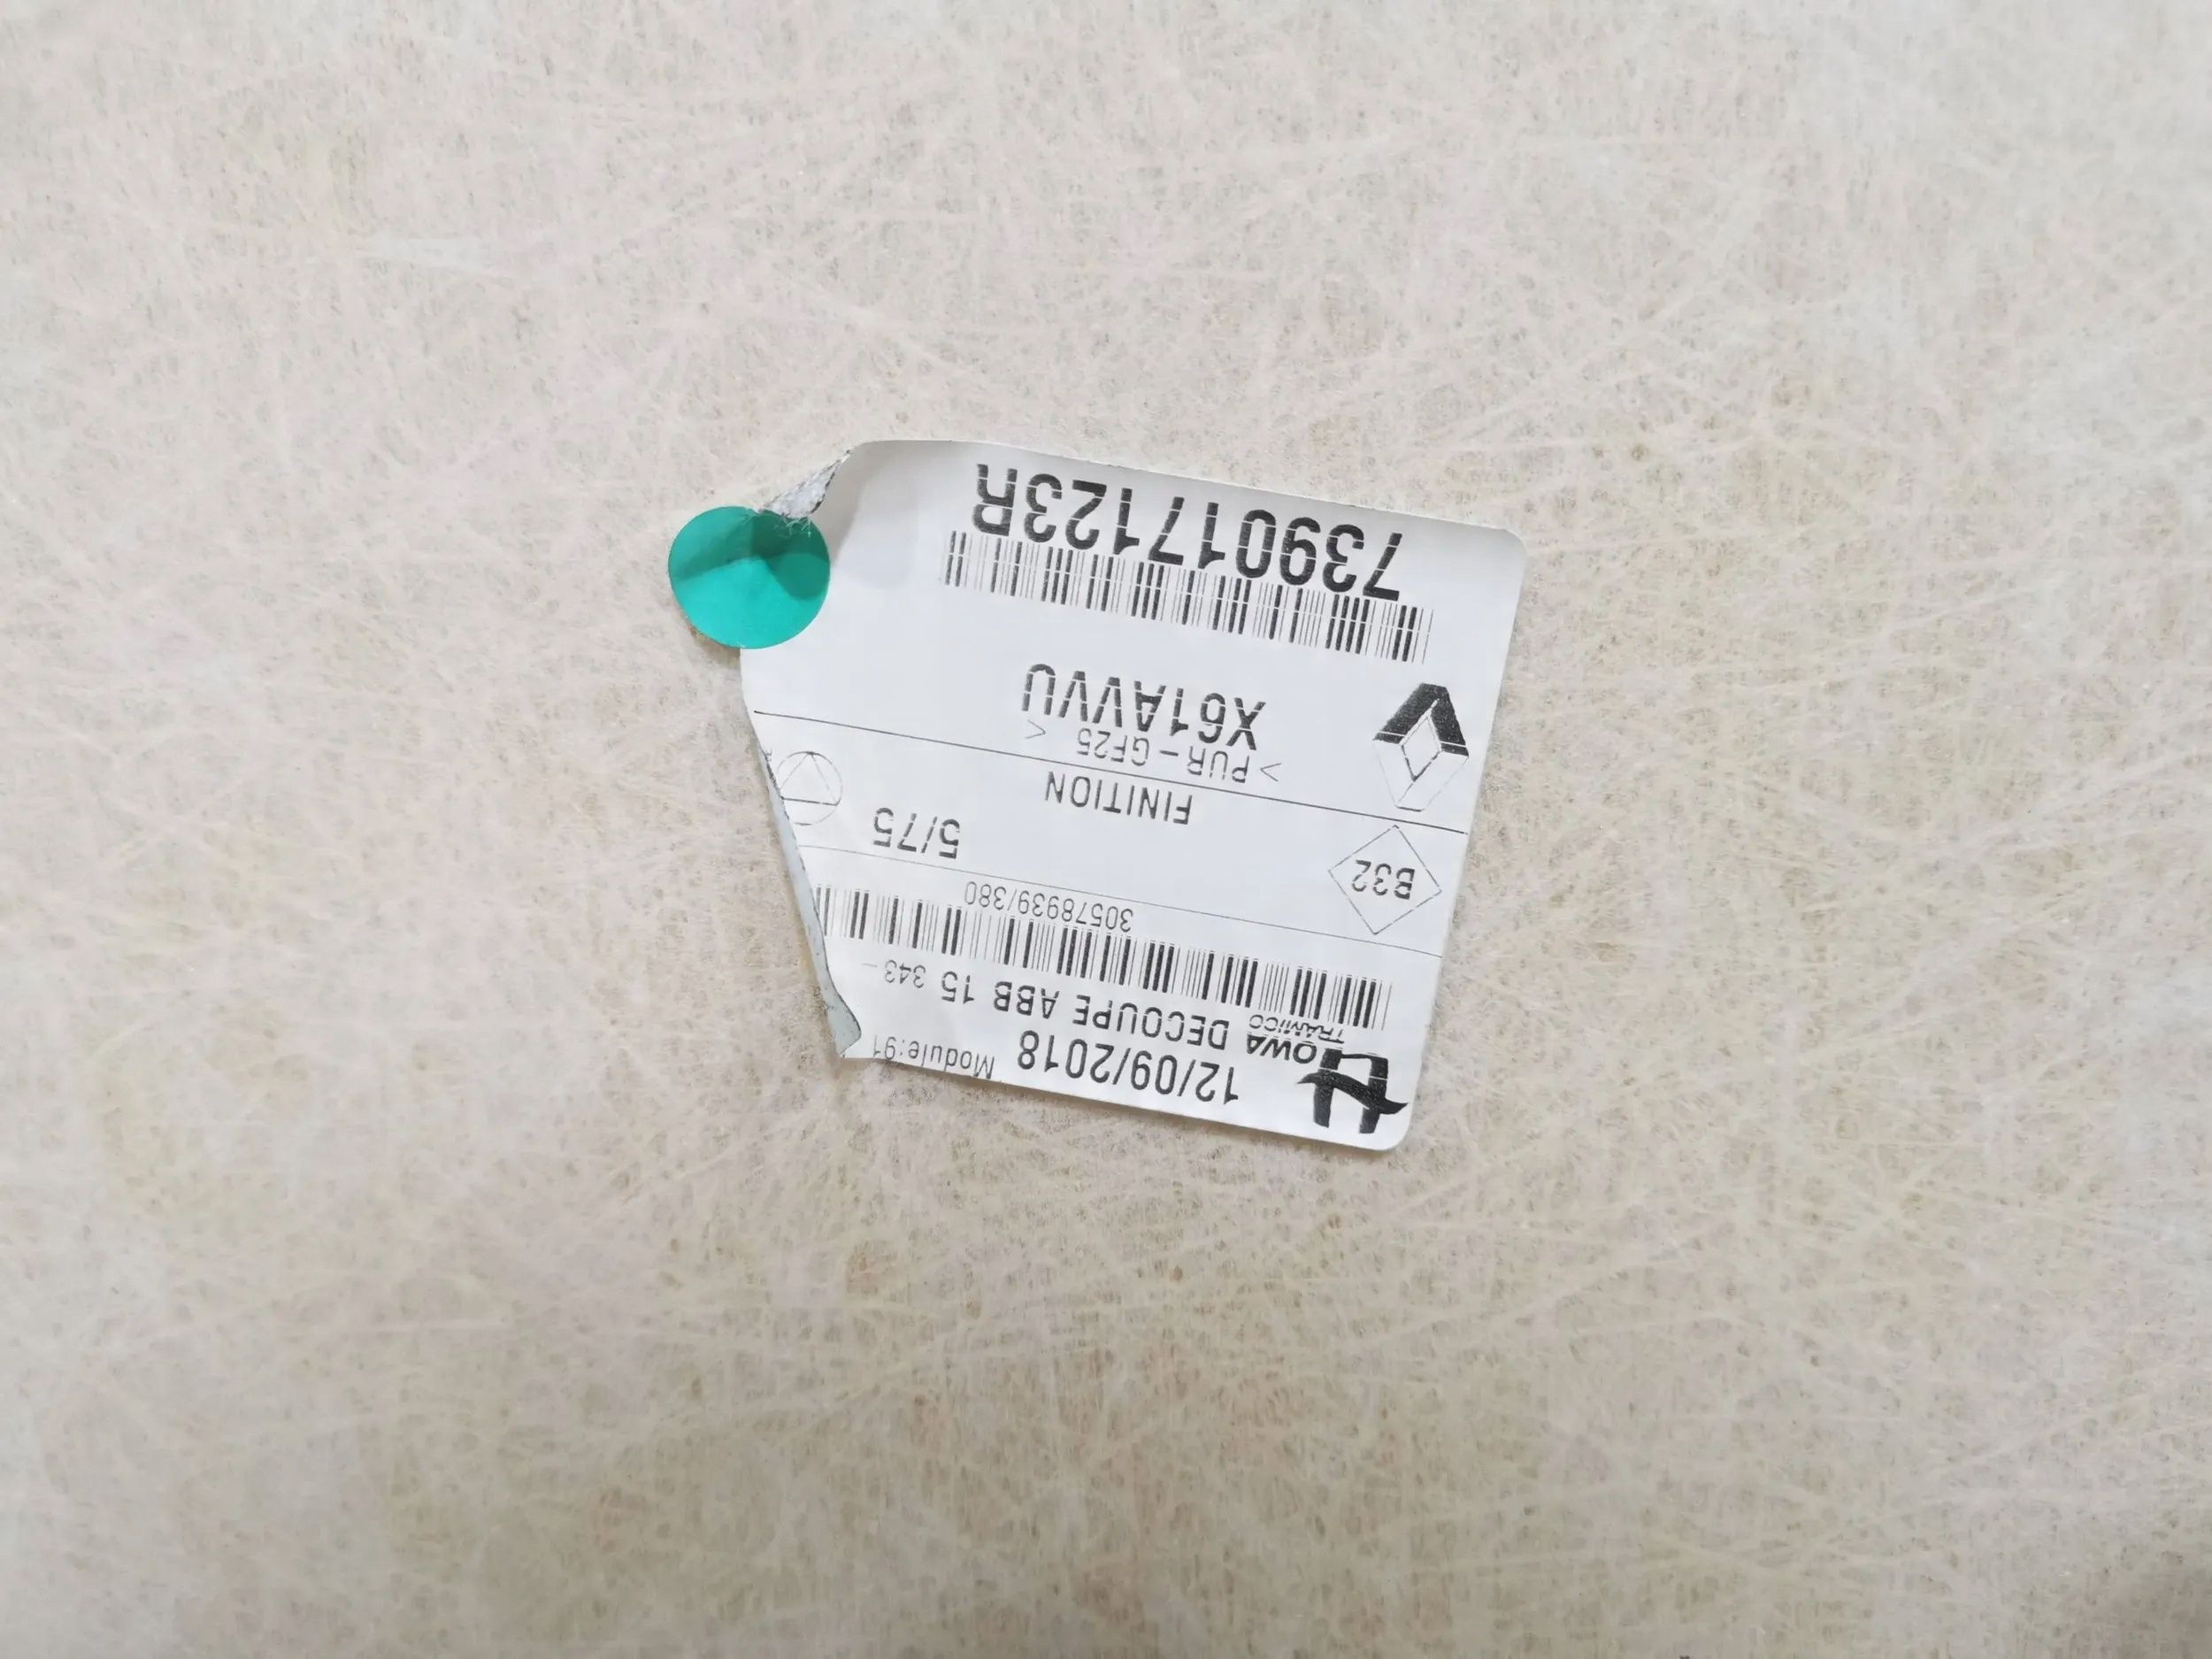 12/09/2018 Module:91
HOWA
TRAMICO
DECOUPE ABB 15 343-
30578939/380
B32
5/75
FINITION
> PUR-GF25 <
X61AVVU
739017123R